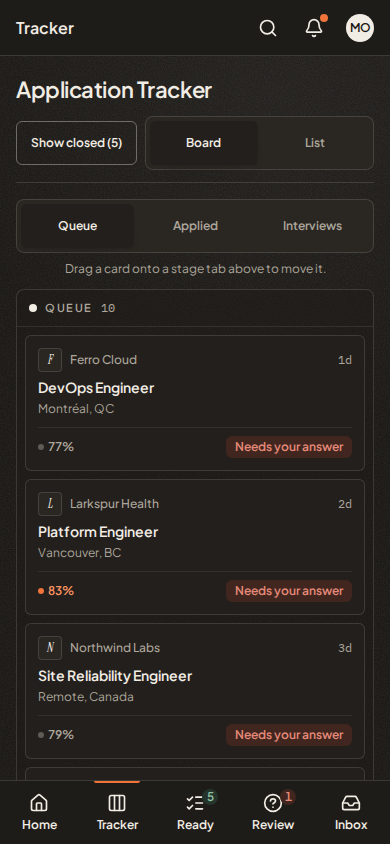 Tracker
MO
Application Tracker
Show closed (5) Board List
Queue Applied Interviews
Drag a card onto a stage tab above to move it.
QUEUE 10
F Ferro Cloud 1d
DevOps Engineer
Montréal, QC
77% Needs your answer
L Larkspur Health 2d
Platform Engineer
Vancouver, BC
83% Needs your answer
N Northwind Labs 3d
Site Reliability Engineer
Remote, Canada
79% Needs your answer
5 1
Home Tracker Ready Review Inbox